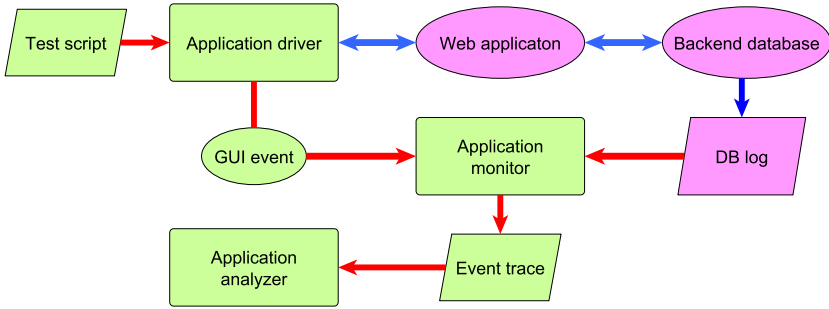 Test script
Application driver
Web applicaton
Backend database
GUI event
Application
monitor
DB log
Application
analyzer
Event trace